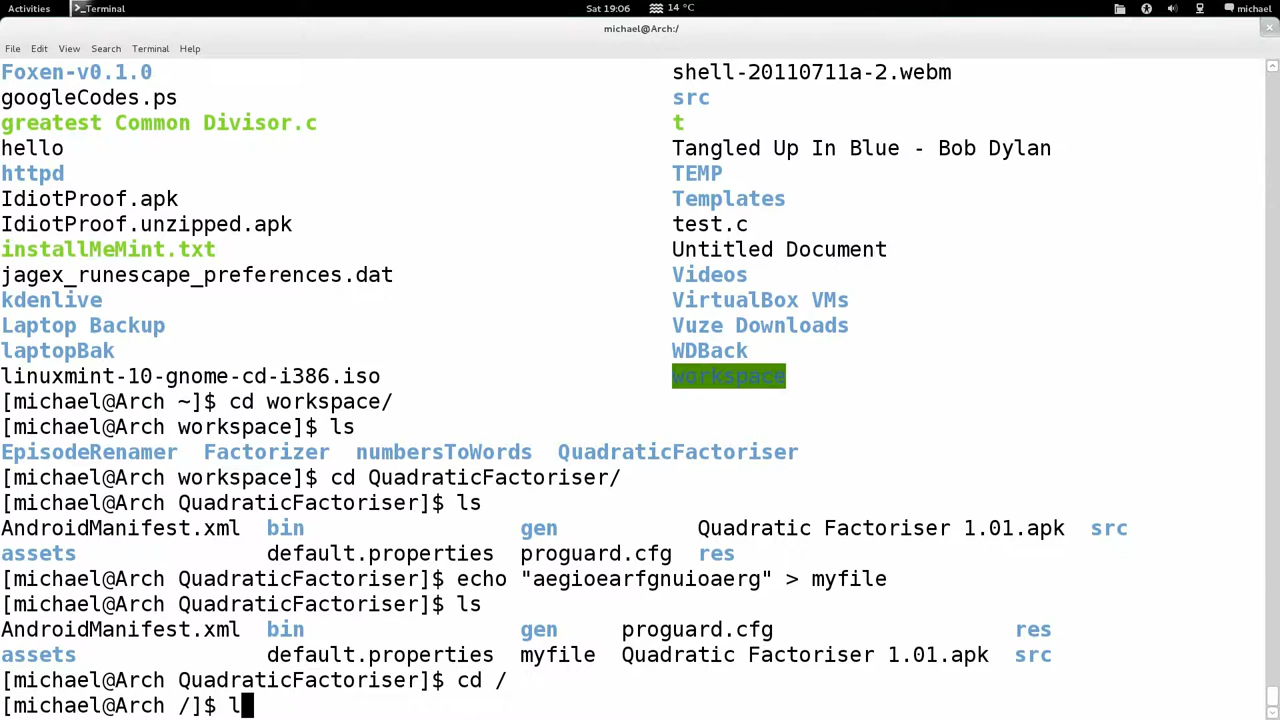 Activities >_Terminal Sat 19:06 14 °C michael
michael@Arch:/
File Edit View Search Terminal Help
Foxen-v0.1.0 shell-20110711a-2.webm
googleCodes.ps src
greatest Common Divisor.c t
hello Tangled Up In Blue - Bob Dylan
httpd TEMP
IdiotProof.apk Templates
IdiotProof.unzipped.apk test.c
installMeMint.txt Untitled Document
jagex_runescape_preferences.dat Videos
kdenlive VirtualBox VMs
Laptop Backup Vuze Downloads
laptopBak WDBack
linuxmint-10-gnome-cd-i386.iso workspace
[michael@Arch ~]$ cd workspace/
[michael@Arch workspace]$ ls
EpisodeRenamer Factorizer numbersToWords QuadraticFactoriser
[michael@Arch workspace]$ cd QuadraticFactoriser/
[michael@Arch QuadraticFactoriser]$ ls
AndroidManifest.xml bin gen Quadratic Factoriser 1.01.apk src
assets default.properties proguard.cfg res
[michael@Arch QuadraticFactoriser]$ echo "aegioearfgnuioaerg" > myfile
[michael@Arch QuadraticFactoriser]$ ls
AndroidManifest.xml bin gen proguard.cfg res
assets default.properties myfile Quadratic Factoriser 1.01.apk src
[michael@Arch QuadraticFactoriser]$ cd /
[michael@Arch /]$ l